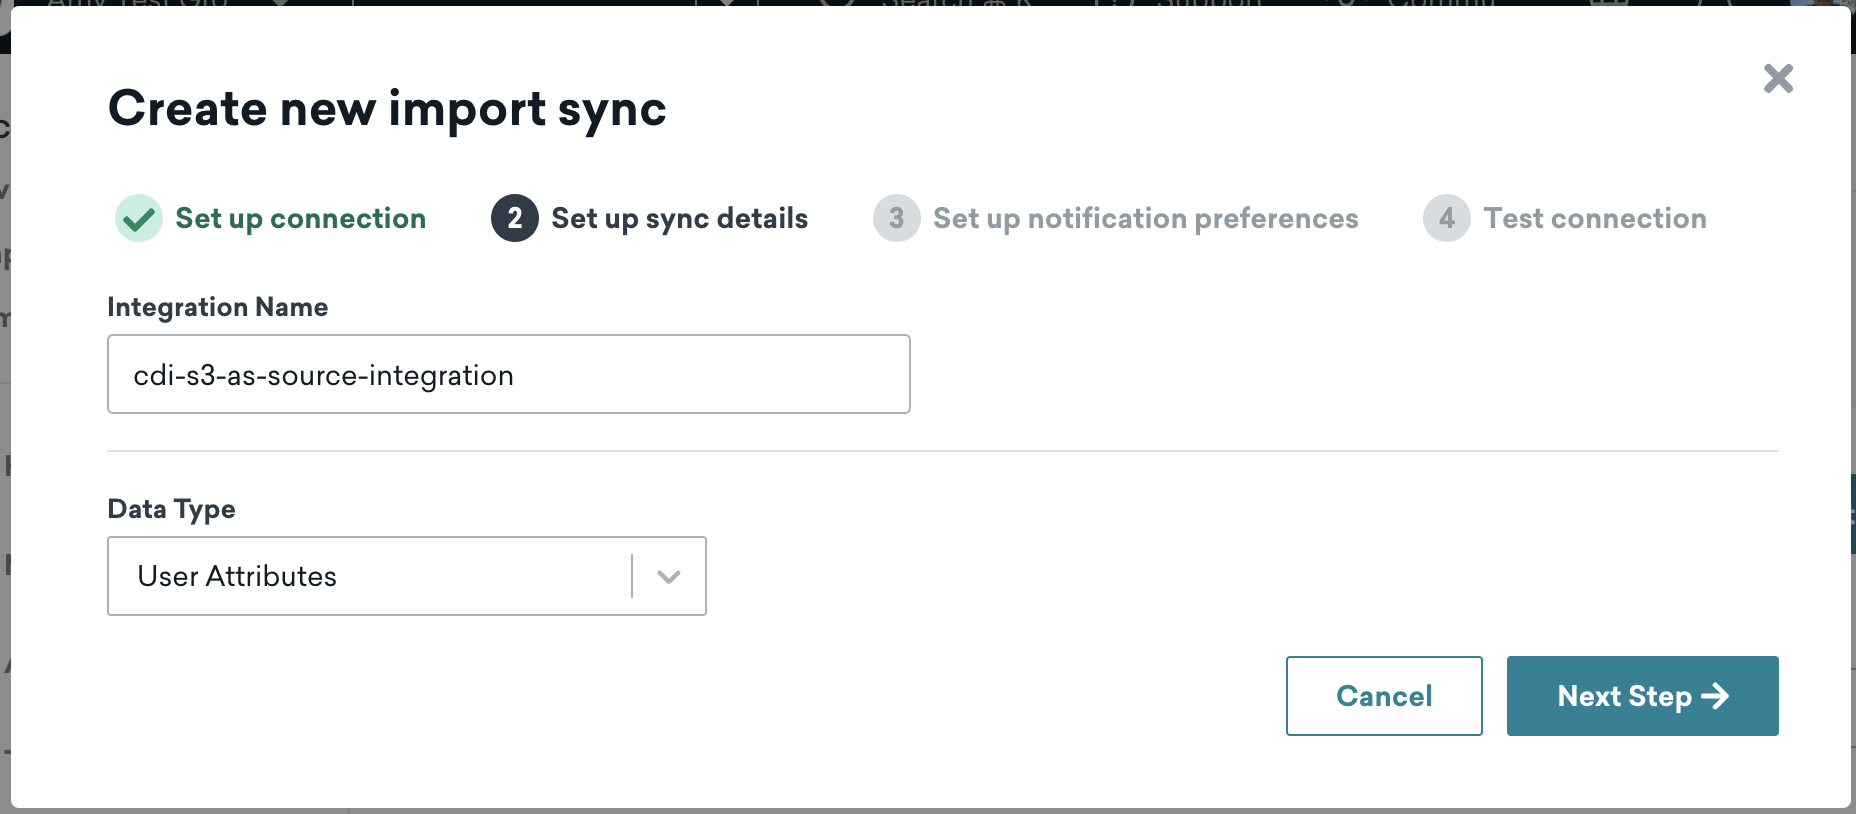 Create new import sync
Set up connection
2 Set up sync details
3 Set up notification preferences
4 Test connection
Integration Name
cdi-s3-as-source-integration
Data Type
User Attributes
Cancel
Next Step